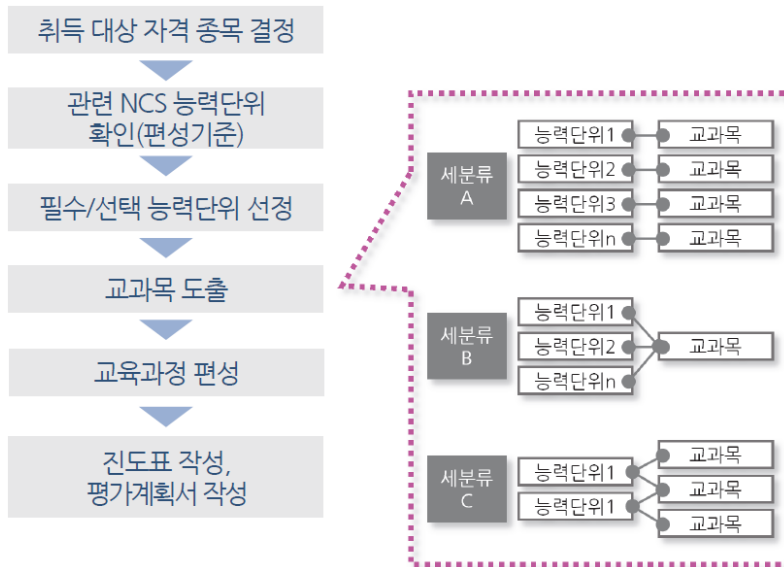 취득 대상 자격 종목 결정
관련 NCS 능력단위
확인(편성기준)
필수/선택 능력단위 선정
교과목 도출
교육과정 편성
진도표 작성,
평가계획서 작성
세분류
A
능력단위1
교과목
능력단위2
교과목
능력단위3
교과목
능력단위n
교과목
세분류
B
능력단위1
능력단위2
능력단위n
교과목
세분류
C
능력단위1
능력단위1
교과목
교과목
교과목